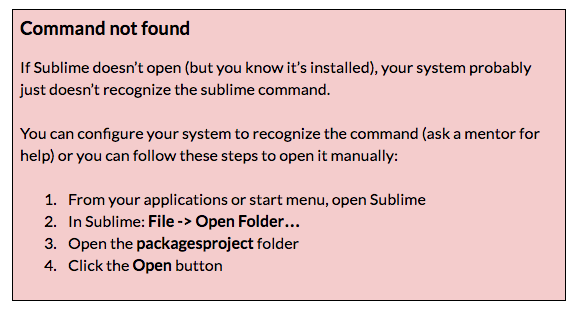 Command not found
If Sublime doesn’t open (but you know it’s installed), your system probably
just doesn’t recognize the sublime command.
You can configure your system to recognize the command (ask a mentor for
help) or you can follow these steps to open it manually:
1. From your applications or start menu, open Sublime
2. In Sublime: File -> Open Folder…
3. Open the packagesproject folder
4. Click the Open button